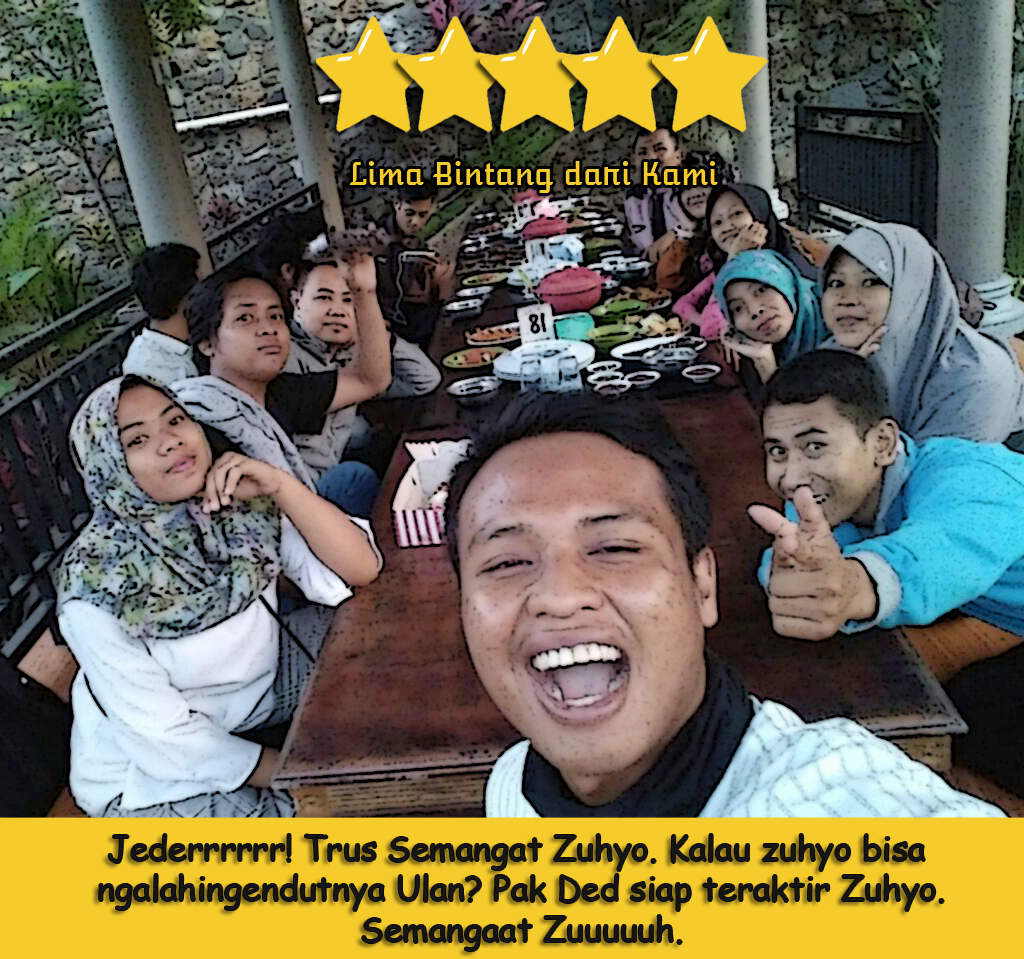 Lima Bintang dari Kami
81
Jederrrrrr! Trus Semangat Zuhyo. Kalau zuhyo bisa
ngalahingendutnya Ulan? Pak Ded siap teraktir Zuhyo.
Semangaat Zuuuuuh.